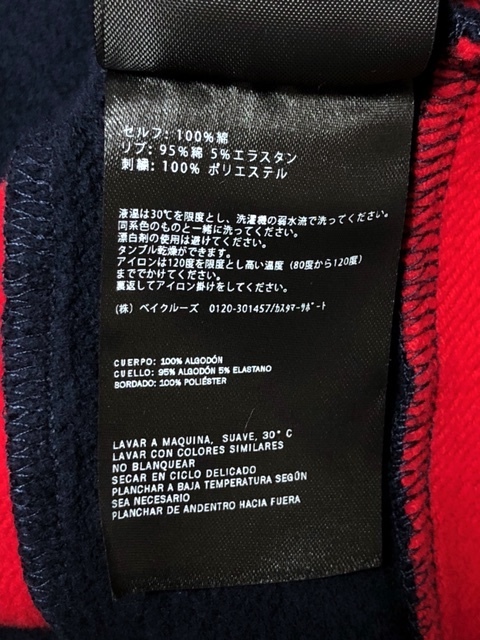 セルフ: 100%綿
リブ: 95%綿 5%エラスタン
刺繍: 100% ポリエステル
液温は30℃を限度とし、洗濯機の弱水流で洗ってください。
同系色のものと一緒に洗ってください。
漂白剤の使用は避けてください。
タンブル乾燥ができます。
アイロンは120度を限度とし高い温度（80度から120度）
まででかけてください。
裏返してアイロン掛けをしてください。
(株) ベイクルーズ 0120-301457/ｶｽﾀﾏｰｻﾎﾟｰﾄ
CUERPO: 100% ALGODÓN
CUELLO: 95% ALGODÓN 5% ELASTANO
BORDADO: 100% POLIÉSTER
LAVAR A MAQUINA, SUAVE, 30° C
LAVAR CON COLORES SIMILARES
NO BLANQUEAR
SECAR EN CICLO DELICADO
PLANCHAR A BAJA TEMPERATURA SEGÚN
SEA NECESARIO
PLANCHAR DE ANDENTRO HACIA FUERA